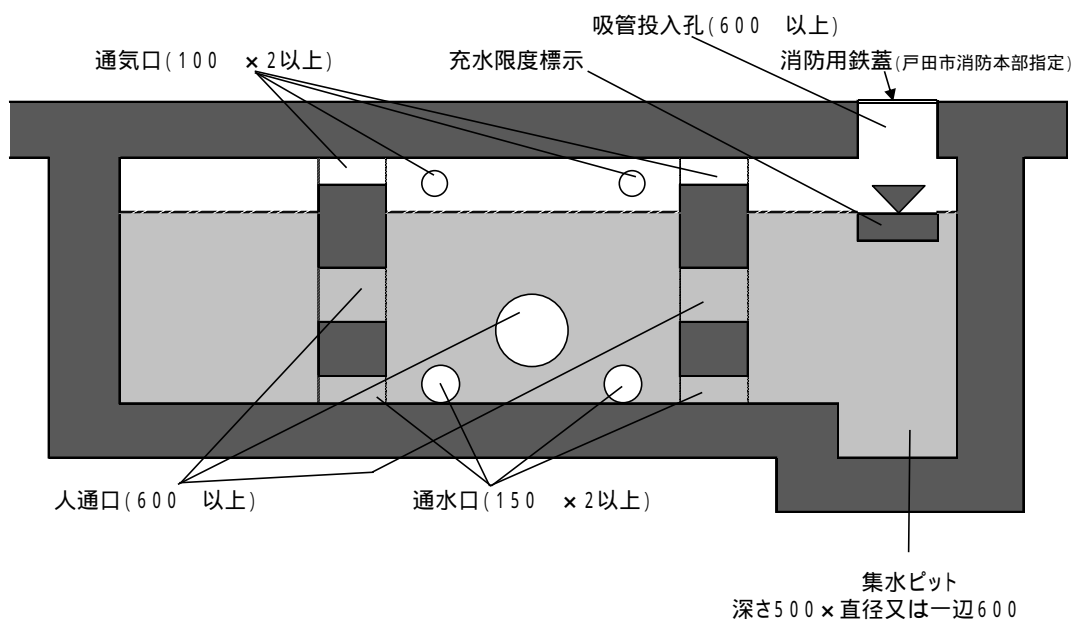 吸管投入孔(600　以上)
通気口(100　×2以上)
充水限度標示
消防用鉄蓋(戸田市消防本部指定)
人通口(600　以上)
通水口(150　×2以上)
集水ピット
深さ500×直径又は一辺600